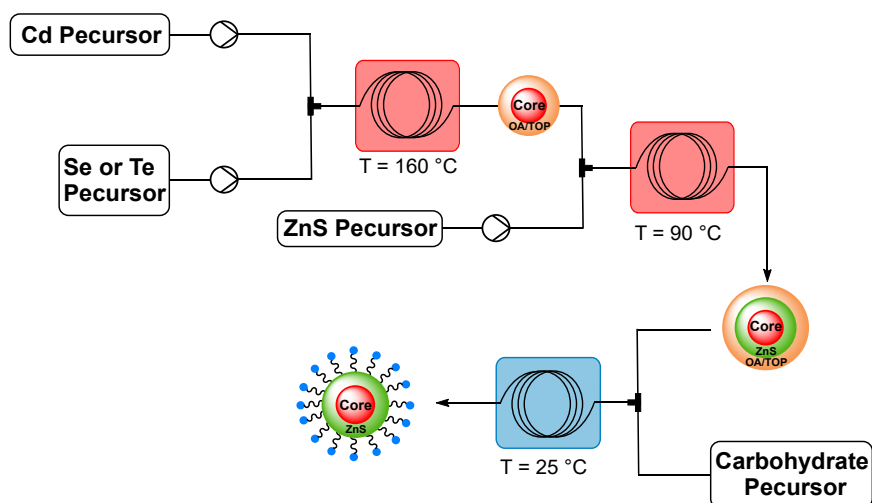 Cd Pecursor
Se or Te
Pecursor
T = 160 °C
Core
OA/TOP
ZnS Pecursor
T = 90 °C
Core
ZnS
OA/TOP
Core
ZnS
T = 25 °C
Carbohydrate
Pecursor